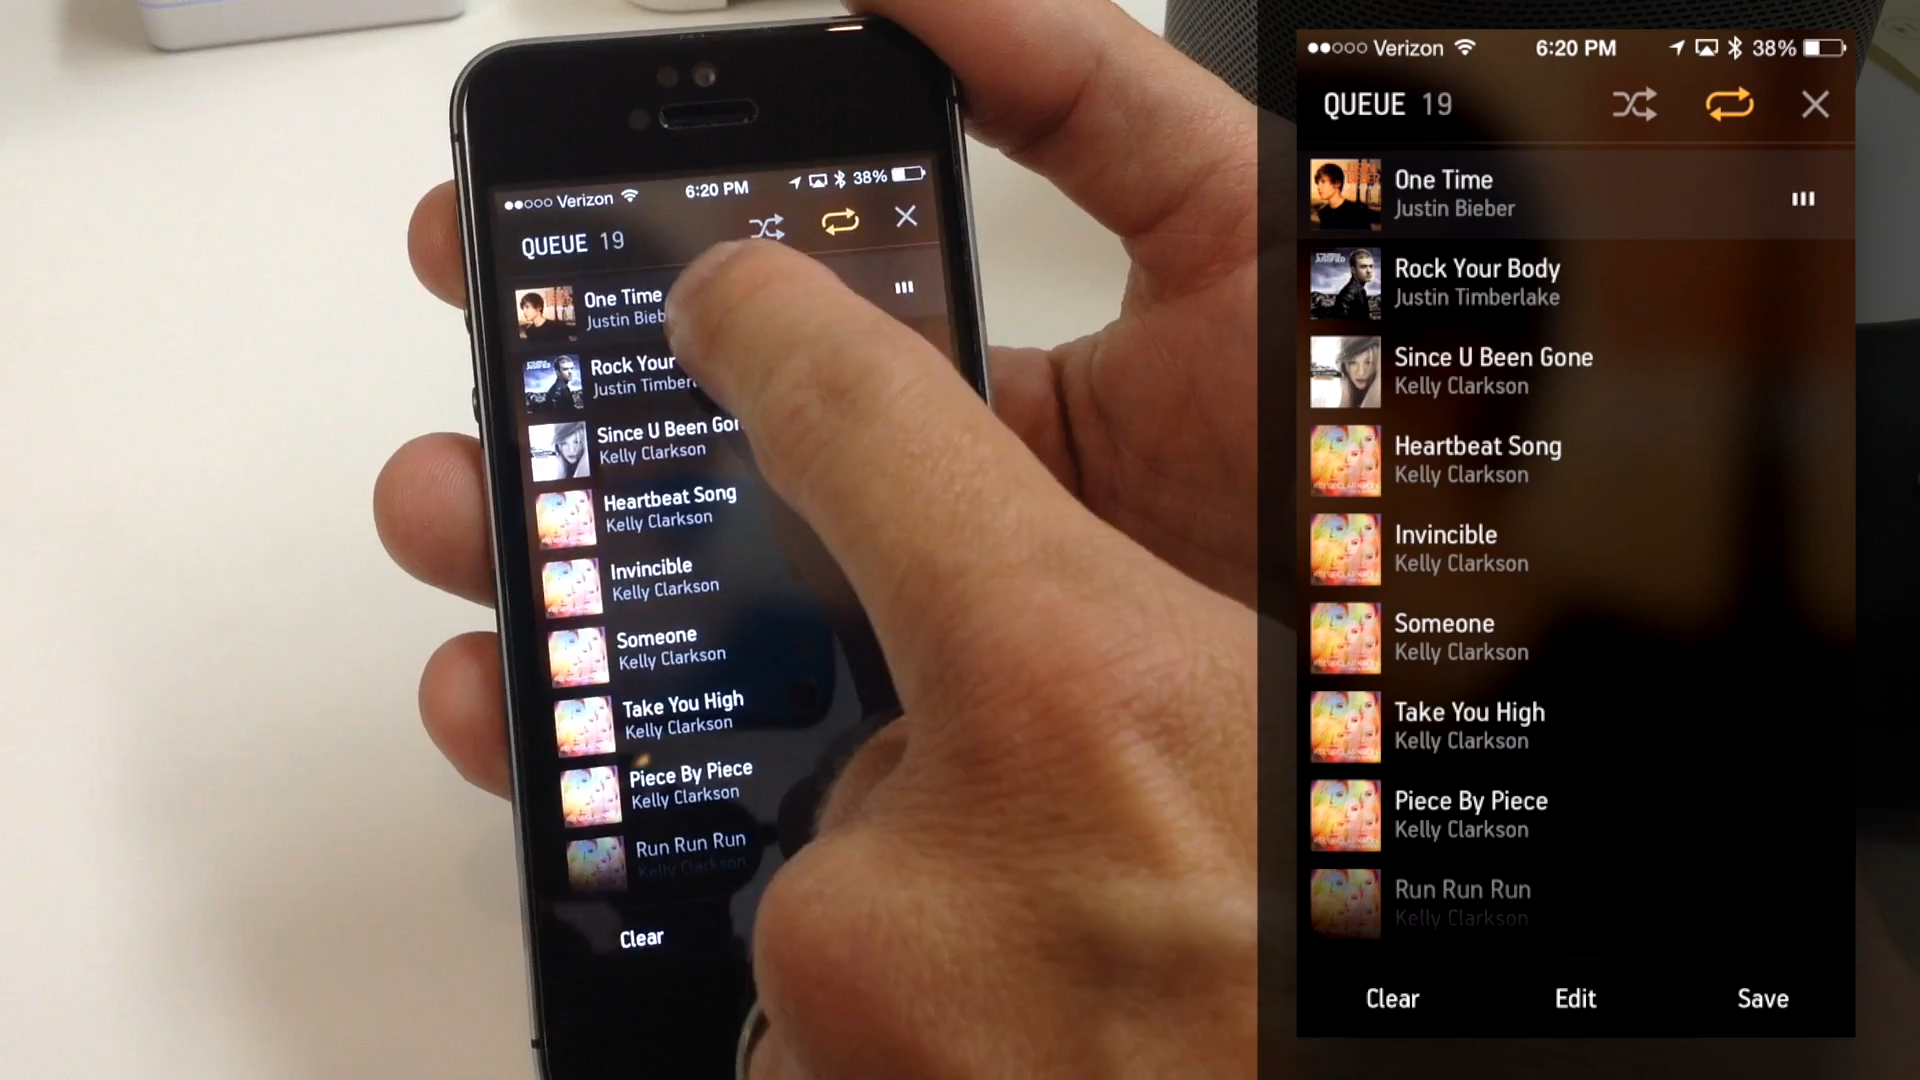 Verizon 6:20 PM 38%
QUEUE 19
One Time
Justin Bieb
Rock Your
Justin Timber
Since U Been Gon
Kelly Clarkson
Heartbeat Song
Kelly Clarkson
Invincible
Kelly Clarkson
Someone
Kelly Clarkson
Take You High
Kelly Clarkson
Piece By Piece
Kelly Clarkson
Run Run Run
Kelly Clarkson
Clear
Verizon 6:20 PM 38%
QUEUE 19
One Time
Justin Bieber
Rock Your Body
Justin Timberlake
Since U Been Gone
Kelly Clarkson
Heartbeat Song
Kelly Clarkson
Invincible
Kelly Clarkson
Someone
Kelly Clarkson
Take You High
Kelly Clarkson
Piece By Piece
Kelly Clarkson
Run Run Run
Kelly Clarkson
Clear Edit Save